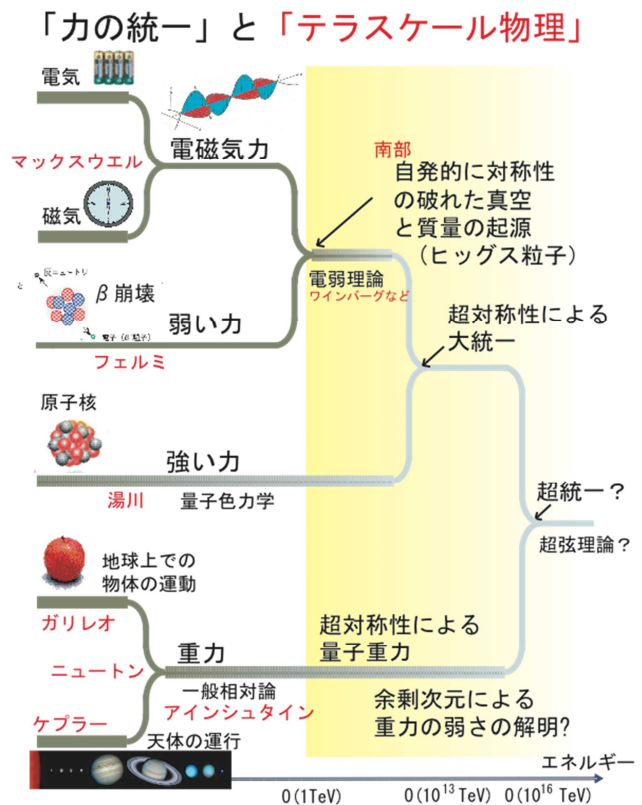 「力の統一」と「テラスケール物理」
電気
マックスウエル
電磁気力
磁気
南部
自発的に対称性
の破れた真空
と質量の起源
（ヒッグス粒子）
反ニュートリ
と
β崩壊
弱い力
電弱理論
ワインバーグなど
フェルミ
超対称性による
大統一
原子核
強い力
湯川
量子色力学
超統一？
超弦理論？
地球上での
物体の運動
ガリレオ
ニュートン
重力
超対称性による
量子重力
一般相対論
アインシュタイン
ケプラー
天体の運行
余剰次元による
重力の弱さの解明?
エネルギー
O(1TeV)
O(10¹³ TeV)
O(10¹⁶ TeV)